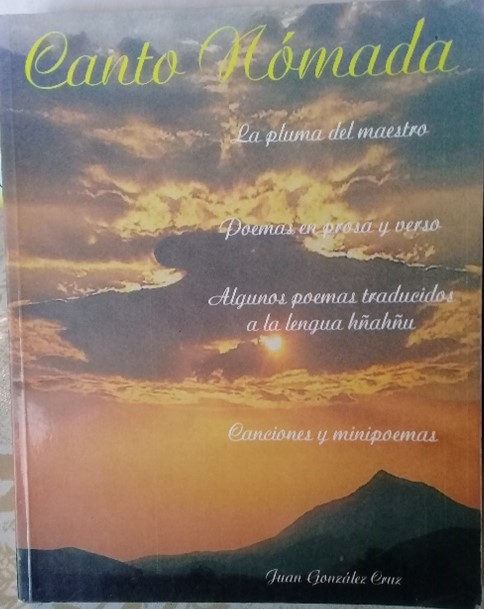 Canto Nómada
La pluma del maestro
Poemas en prosa y verso
Algunos poemas traducidos
a la lengua hñahñu
Canciones y minipoemas
Juan González Cruz